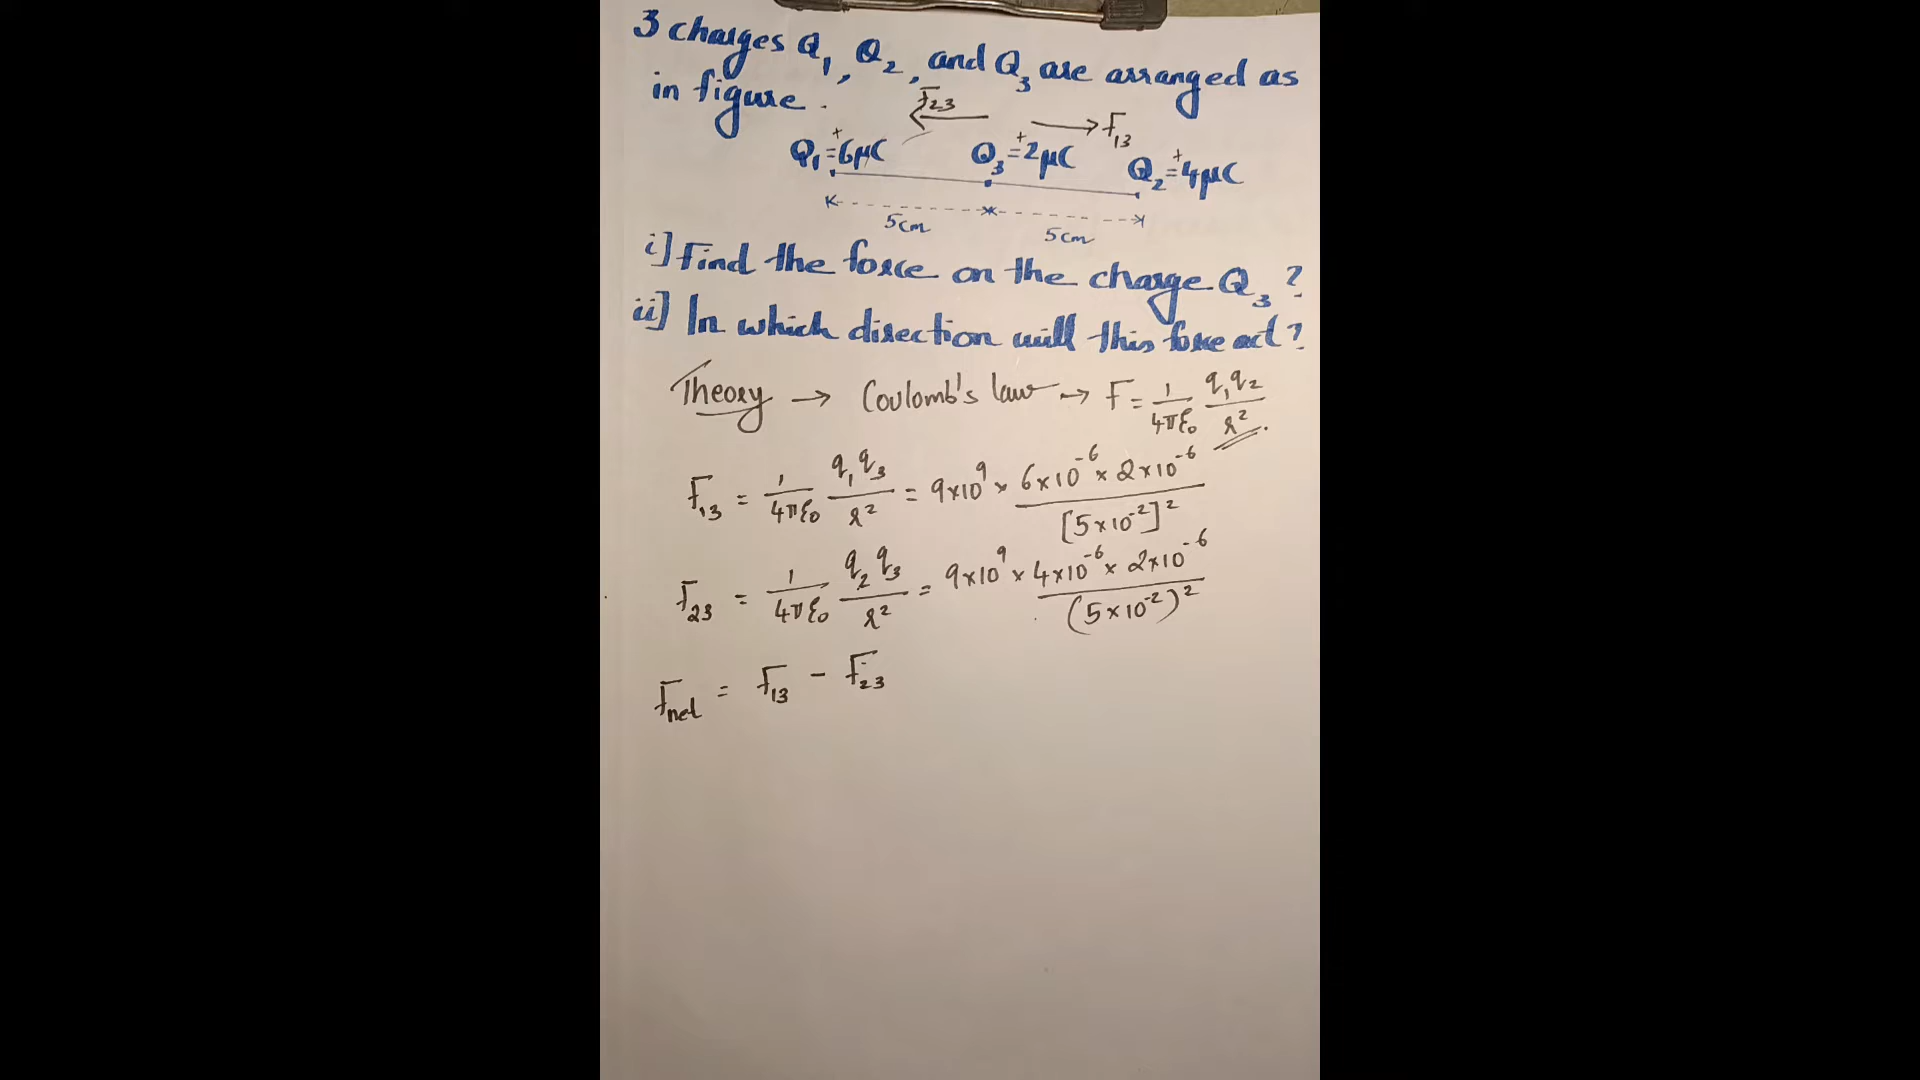 3 charges Q₁, Q₂, and Q₃ are arranged as
in figure.
F₂₃
F₁₃
Q₁=+6μC Q₃=+2μC Q₂=+4μC
5cm 5cm
i] Find the force on the charge Q₃?
ii] In which direction will this force act?
Theory → Coulomb's law → F = 1/4πε₀ q₁q₂/r².
F₁₃ = 1/4πε₀ q₁q₃/r² = 9×10⁹ × 6×10⁻⁶ × 2×10⁻⁶/[5×10⁻²]²
F₂₃ = 1/4πε₀ q₂q₃/r² = 9×10⁹ × 4×10⁻⁶ × 2×10⁻⁶/(5×10⁻²)²
Fnet = F₁₃ - F₂₃